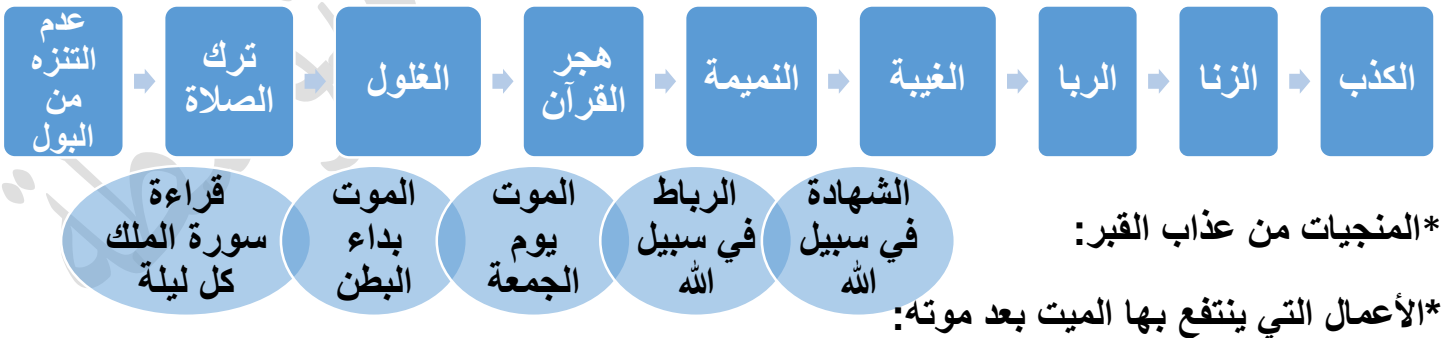 الكذب
الزنا
الربا
الغيبة
النميمة
هجر
القرآن
الغلول
ترك
الصلاة
عدم
التنزه
من
البول
*المنجيات من عذاب القبر:
الشهادة
في سبيل
الله
الرباط
في سبيل
الله
الموت
يوم
الجمعة
الموت
بداء
البطن
قراءة
سورة الملك
كل ليلة
*الأعمال التي ينتفع بها الميت بعد موته: